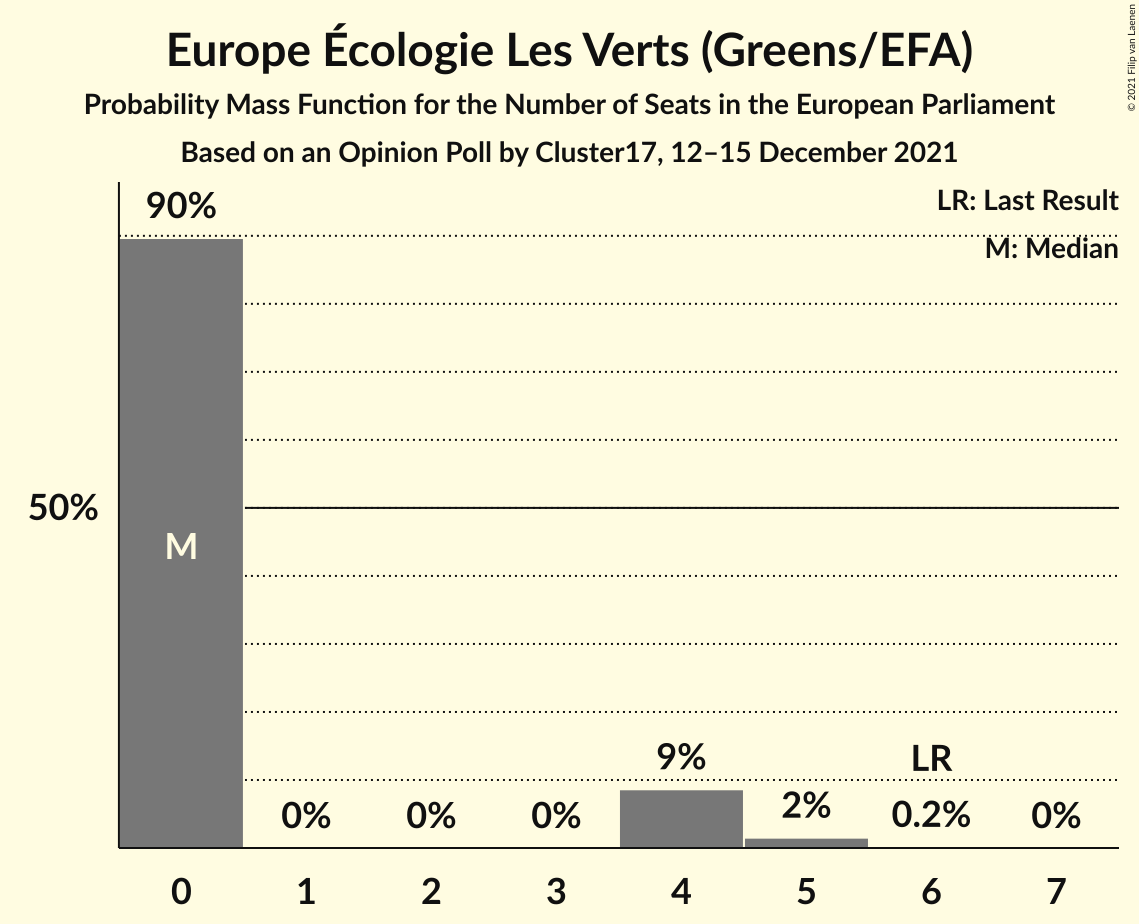 Europe Écologie Les Verts (Greens/EFA)
Probability Mass Function for the Number of Seats in the European Parliament
Based on an Opinion Poll by Cluster17, 12–15 December 2021
© 2021 Filip van Laenen
LR: Last Result
M: Median
90%
50%
M
0%
0%
0%
9%
2%
LR
0.2%
0%
0 1 2 3 4 5 6 7